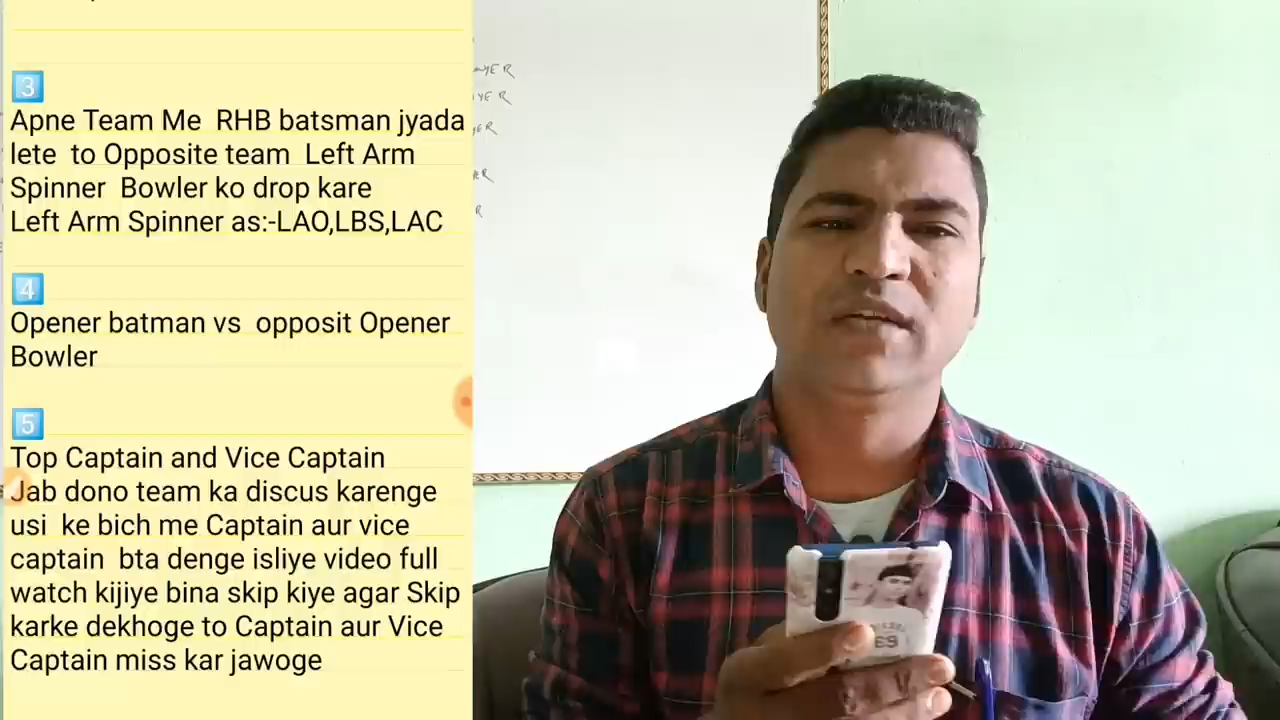 3
Apne Team Me RHB batsman jyada
lete to Opposite team Left Arm
Spinner Bowler ko drop kare
Left Arm Spinner as:-LAO,LBS,LAC
4
Opener batman vs opposit Opener
Bowler
5
Top Captain and Vice Captain
Jab dono team ka discus karenge
usi ke bich me Captain aur vice
captain bta denge isliye video full
watch kijiye bina skip kiye agar Skip
karke dekhoge to Captain aur Vice
Captain miss kar jawoge
69